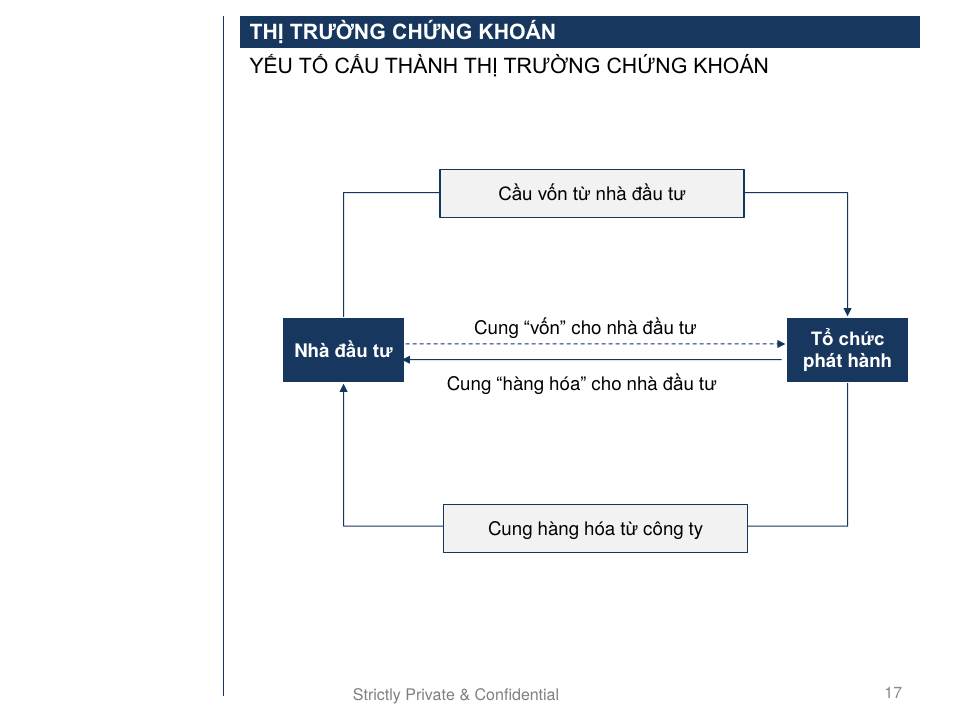 THỊ TRƯỜNG CHỨNG KHOÁN
YẾU TỐ CẤU THÀNH THỊ TRƯỜNG CHỨNG KHOÁN
Cầu vốn từ nhà đầu tư
Cung “vốn” cho nhà đầu tư
Nhà đầu tư
Tổ chức
phát hành
Cung “hàng hóa” cho nhà đầu tư
Cung hàng hóa từ công ty
Strictly Private & Confidential
17